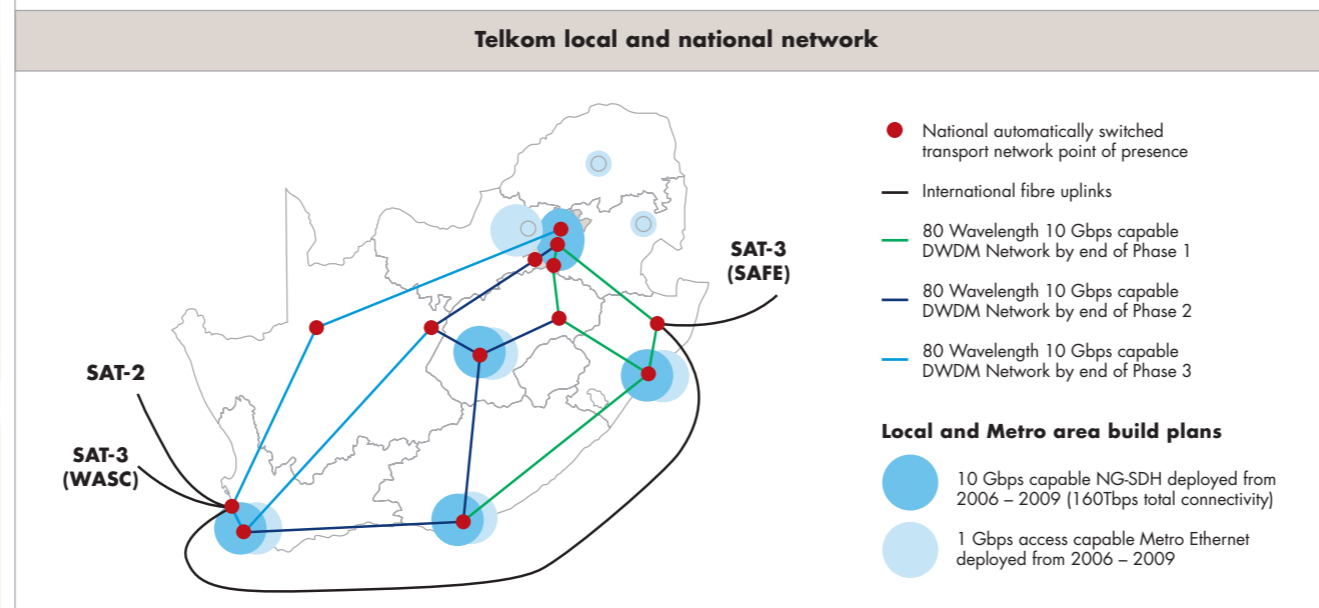 Telkom local and national network
SAT-3
(SAFE)
SAT-2
SAT-3
(WASC)
National automatically switched
transport network point of presence
International fibre uplinks
80 Wavelength 10 Gbps capable
DWDM Network by end of Phase 1
80 Wavelength 10 Gbps capable
DWDM Network by end of Phase 2
80 Wavelength 10 Gbps capable
DWDM Network by end of Phase 3
Local and Metro area build plans
10 Gbps capable NG-SDH deployed from
2006 – 2009 (160Tbps total connectivity)
1 Gbps access capable Metro Ethernet
deployed from 2006 – 2009